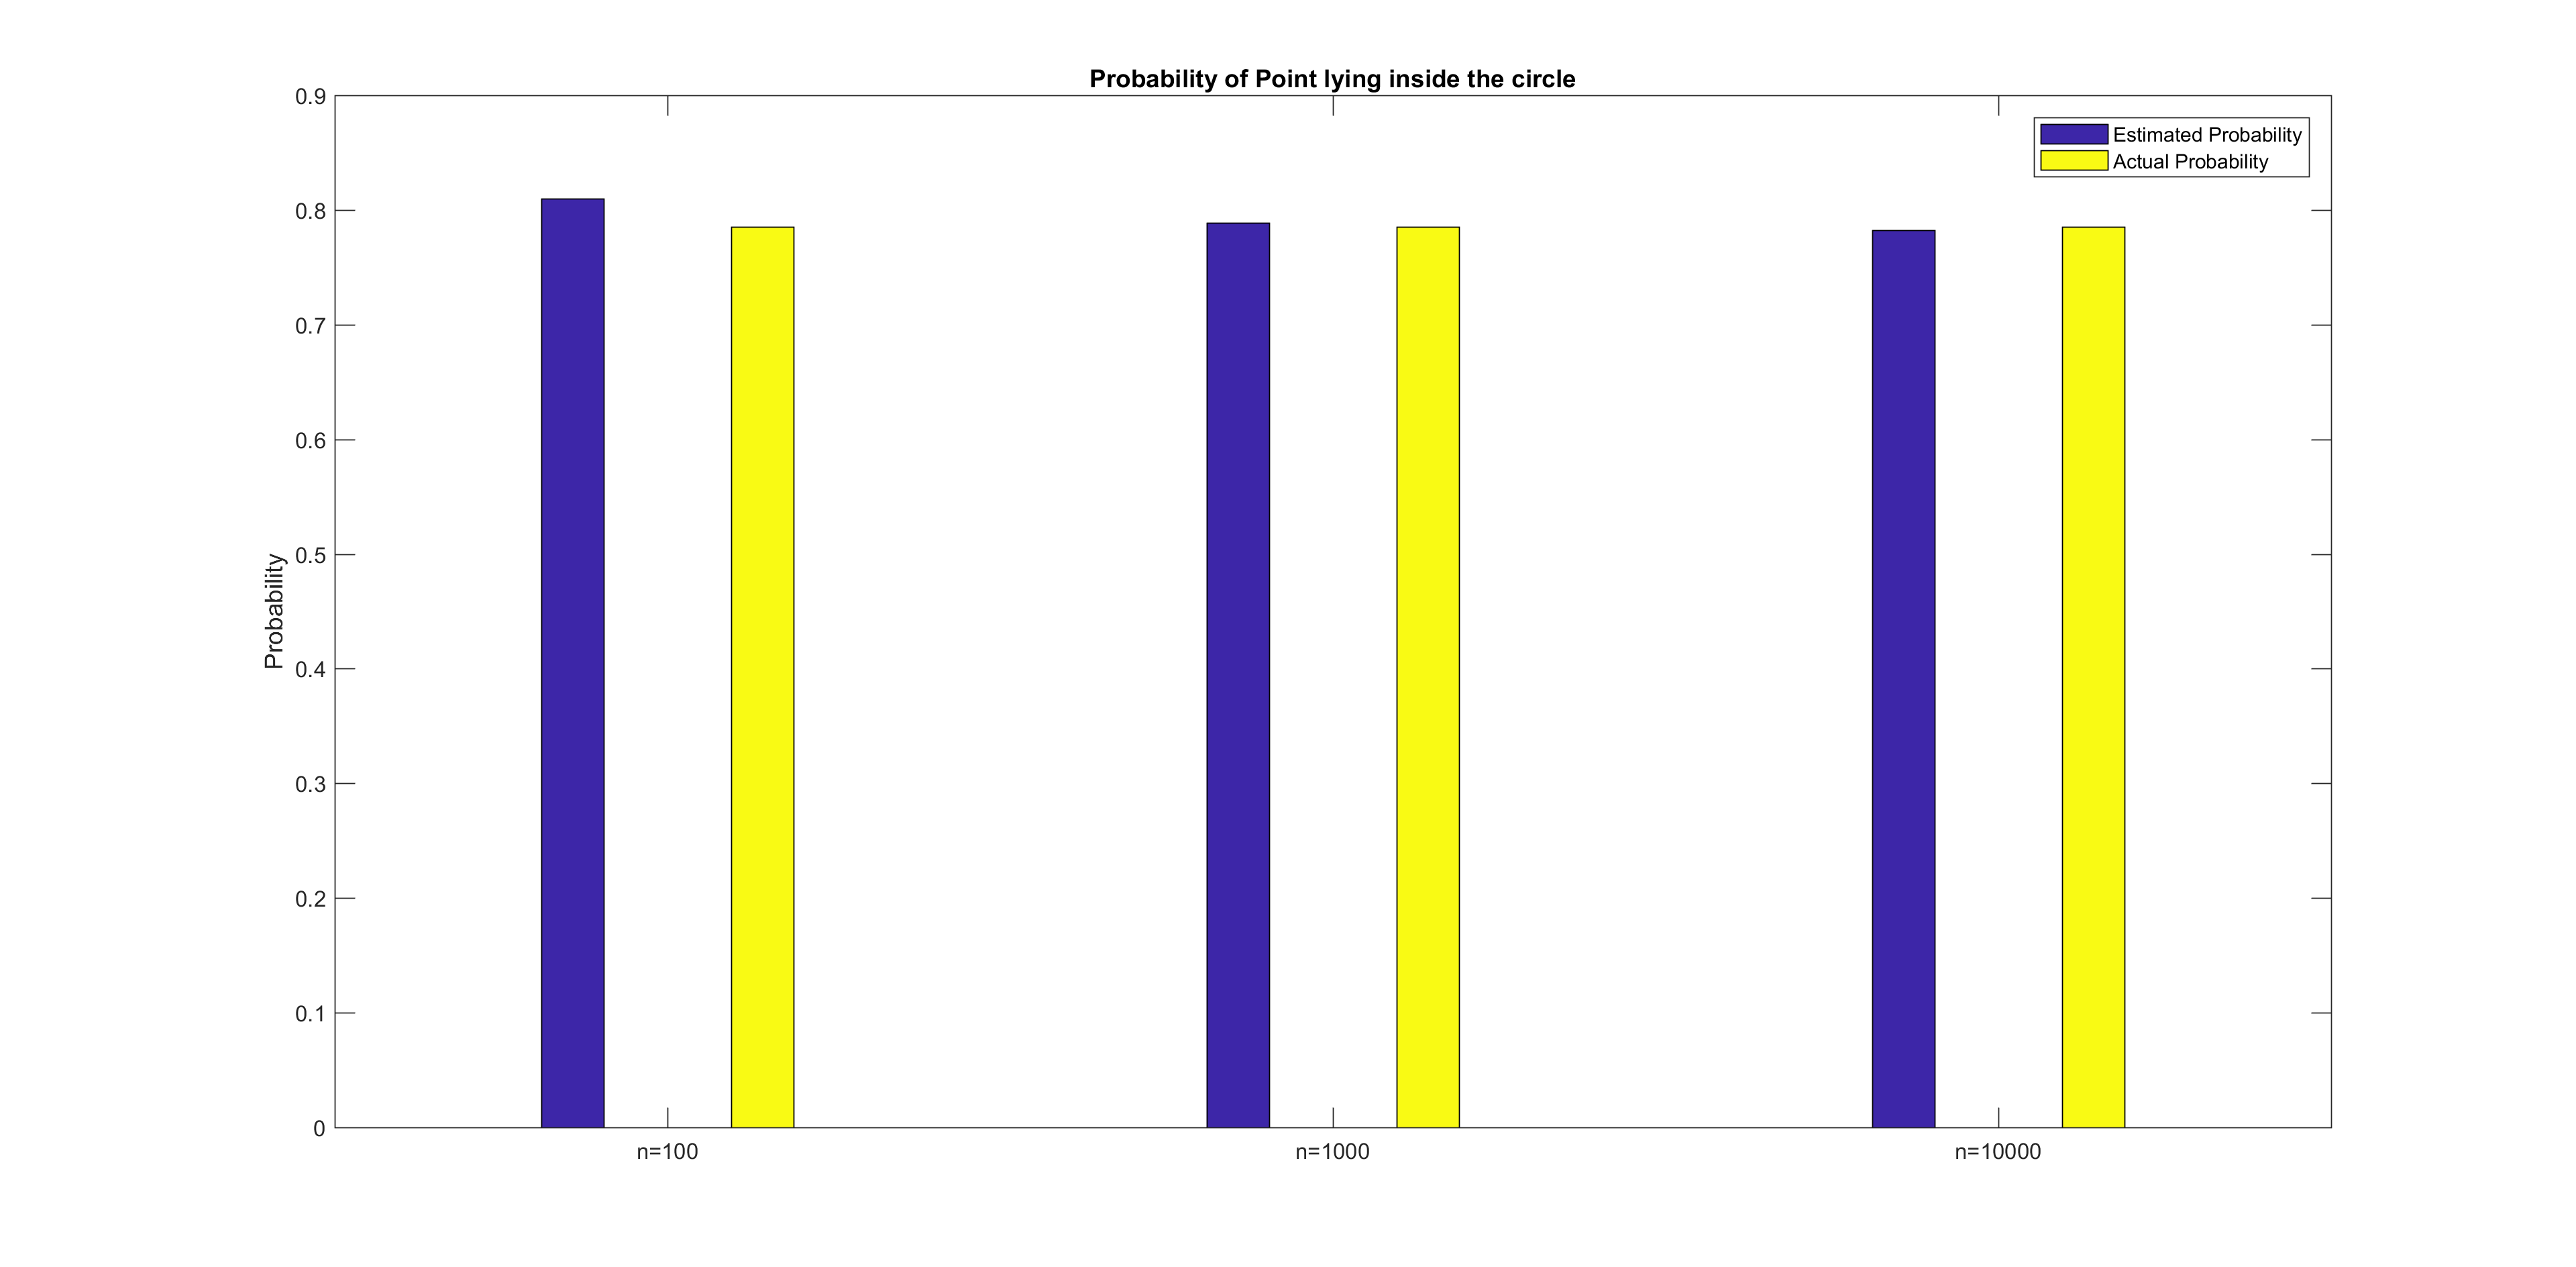 Probability of Point lying inside the circle
Estimated Probability
Actual Probability
Probability
0.9
0.8
0.7
0.6
0.5
0.4
0.3
0.2
0.1
0
n=100
n=1000
n=10000